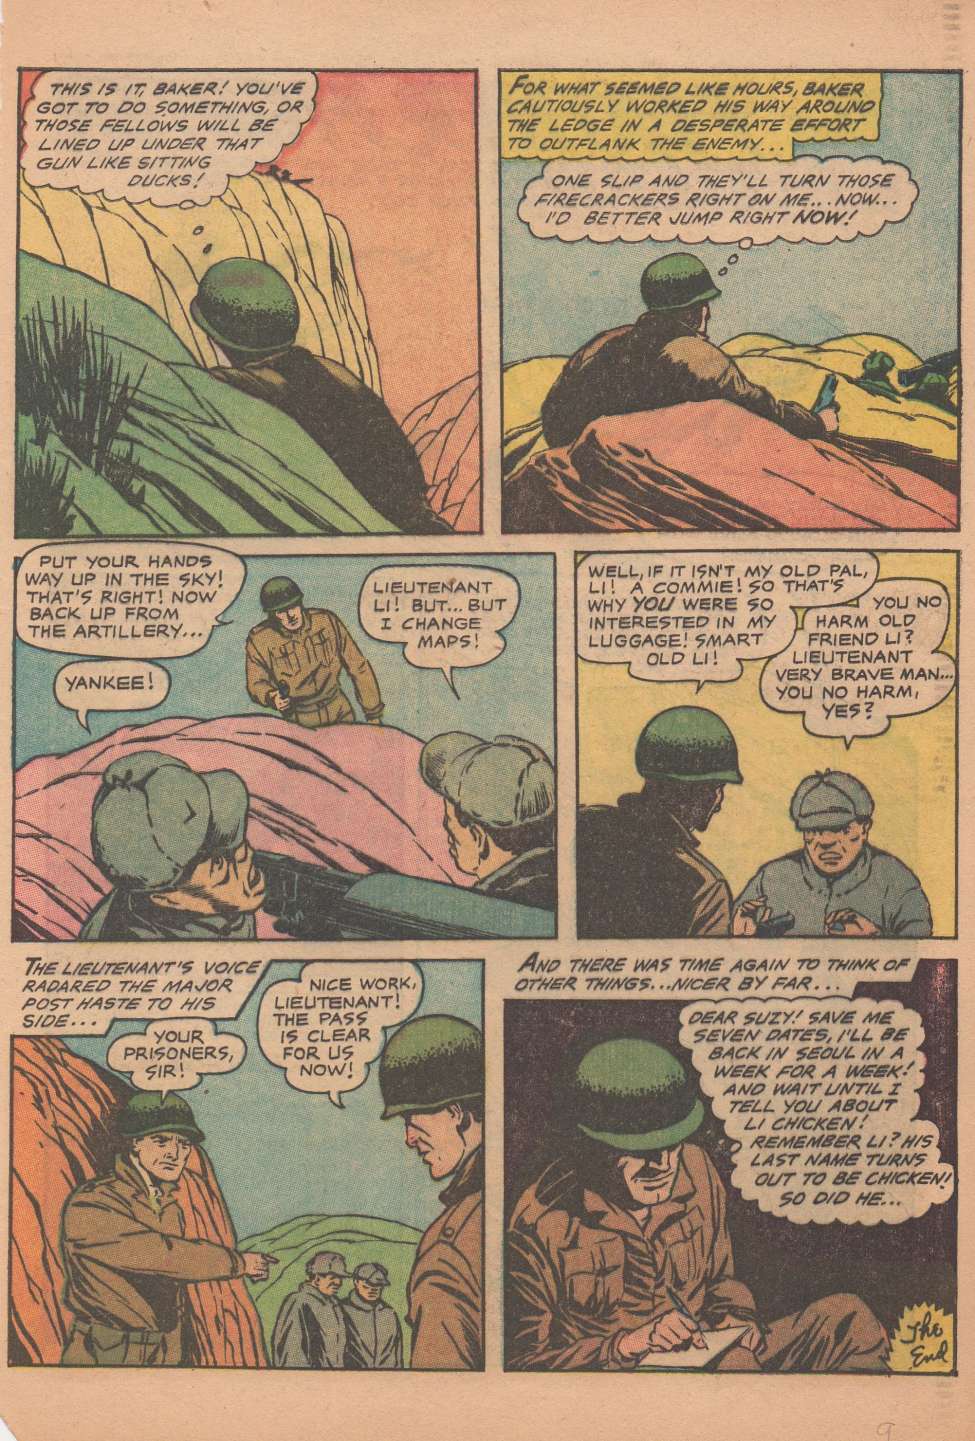 THIS IS IT, BAKER! YOU'VE
GOT TO DO SOMETHING, OR
THOSE FELLOWS WILL BE
LINED UP UNDER THAT
GUN LIKE SITTING
DUCKS!
FOR WHAT SEEMED LIKE HOURS, BAKER
CAUTIOUSLY WORKED HIS WAY AROUND
THE LEDGE IN A DESPERATE EFFORT
TO OUTFLANK THE ENEMY...
ONE SLIP AND THEY'LL TURN THOSE
FIRECRACKERS RIGHT ON ME... NOW...
I'D BETTER JUMP RIGHT NOW!
PUT YOUR HANDS
WAY UP IN THE SKY!
THAT'S RIGHT! NOW
BACK UP FROM
THE ARTILLERY...
YANKEE!
LIEUTENANT
LI! BUT... BUT
I CHANGE
MAPS!
WELL, IF IT ISN'T MY OLD PAL,
LI! A COMMIE! SO THAT'S
WHY YOU WERE SO
INTERESTED IN MY
LUGGAGE! SMART
OLD LI!
YOU NO
HARM OLD
FRIEND LI?
LIEUTENANT
VERY BRAVE MAN...
YOU NO HARM,
YES?
THE LIEUTENANT'S VOICE
RADARED THE MAJOR
POST HASTE TO HIS
SIDE...
YOUR
PRISONERS,
SIR!
NICE WORK,
LIEUTENANT!
THE PASS
IS CLEAR
FOR US
NOW!
AND THERE WAS TIME AGAIN TO THINK OF
OTHER THINGS... NICER BY FAR...
DEAR SUZY! SAVE ME
SEVEN DATES, I'LL BE
BACK IN SEOUL IN A
WEEK FOR A WEEK!
AND WAIT UNTIL I
TELL YOU ABOUT
LI CHICKEN!
REMEMBER LI? HIS
LAST NAME TURNS
OUT TO BE CHICKEN!
SO DID HE...
The
End
9